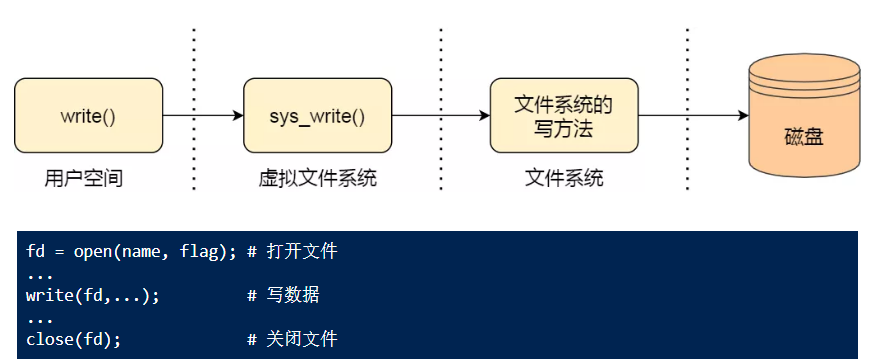 write()
sys_write()
文件系统的
写方法
磁盘
用户空间
虚拟文件系统
文件系统
fd = open(name, flag); # 打开文件
...
write(fd,...);         # 写数据
...
close(fd);             # 关闭文件